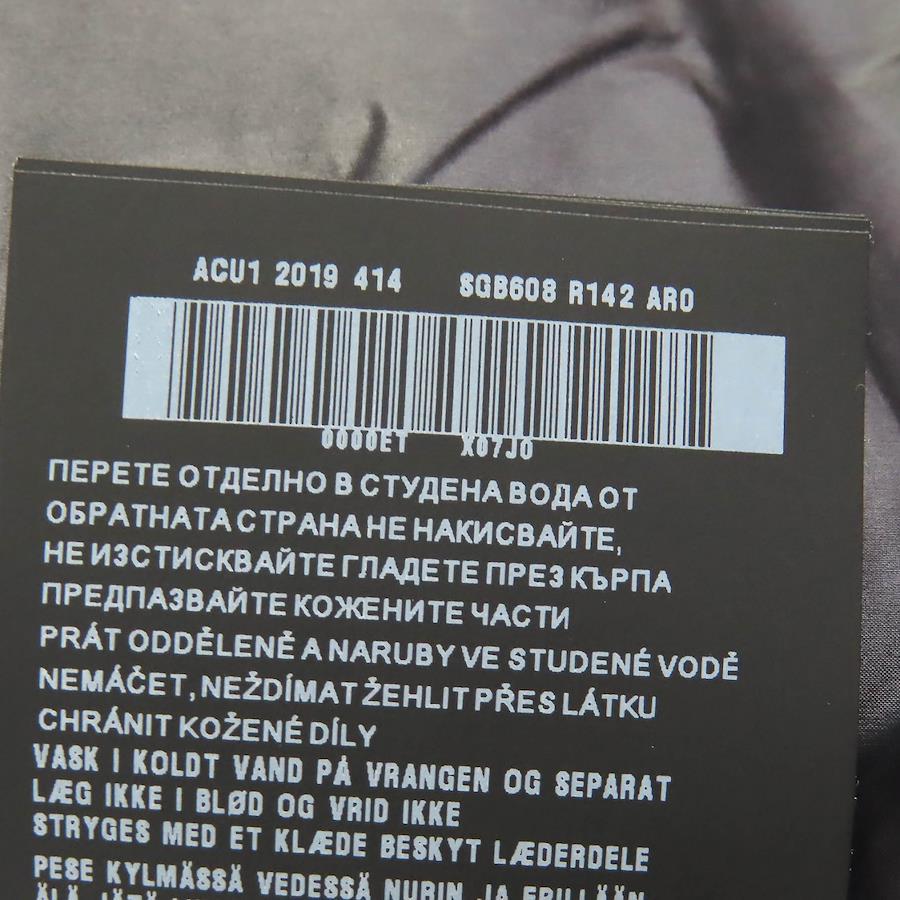 ACU1 2019 414 SGB608 R142 ARO
0000ET X07J0
ПЕРЕТЕ ОТДЕЛНО В СТУДЕНА ВОДА ОТ
ОБРАТНАТА СТРАНА НЕ НАКИСВАЙТЕ,
НЕ ИЗСТИСКВАЙТЕ ГЛАДЕТЕ ПРЕЗ КЪРПА
ПРЕДПАЗВАЙТЕ КОЖЕНИТЕ ЧАСТИ
PRÁT ODDĚLENĚ A NARUBY VE STUDENÉ VODĚ
NEMÁČET, NEŽDÍMAT ŽEHLIT PŘES LÁTKU
CHRÁNIT KOŽENÉ DÍLY
VASK I KOLDT VAND PÅ VRANGEN OG SEPARAT
LÆG IKKE I BLØD OG VRID IKKE
STRYGES MED ET KLÆDE BESKYT LÆDERDELE
PESE KYLMÄSSÄ VEDESSÄ NURIN JA ERILLÄÄN